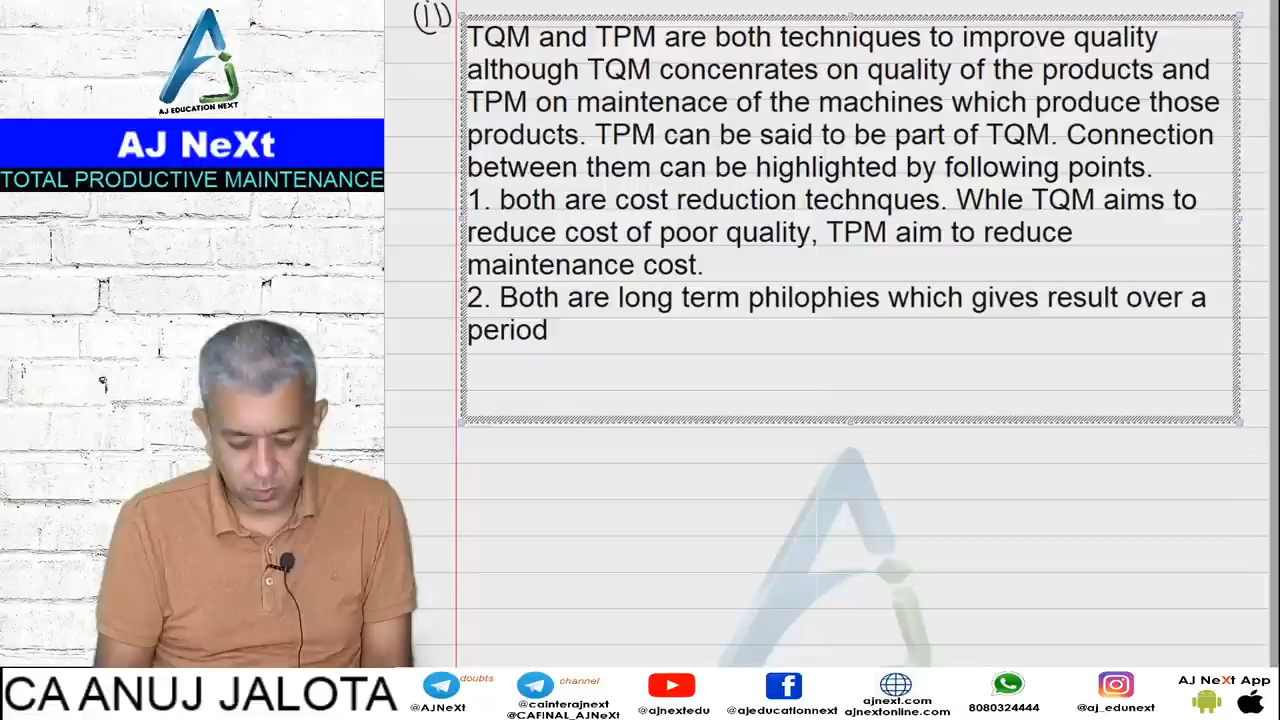 AJ EDUCATION NEXT
AJ NeXt
TOTAL PRODUCTIVE MAINTENANCE
(ii)
TQM and TPM are both techniques to improve quality
although TQM concenrates on quality of the products and
TPM on maintenace of the machines which produce those
products. TPM can be said to be part of TQM. Connection
between them can be highlighted by following points.
1. both are cost reduction technques. Whle TQM aims to
reduce cost of poor quality, TPM aim to reduce
maintenance cost.
2. Both are long term philophies which gives result over a
period
CA ANUJ JALOTA
doubts
@AJNeXt
channel
@cainterajnext
@CAFINAL_AJNeXt
@ajnextedu
@ajeducationnext
ajnext.com
ajnextonline.com
8080324444
@aj_edunext
AJ NeXt App